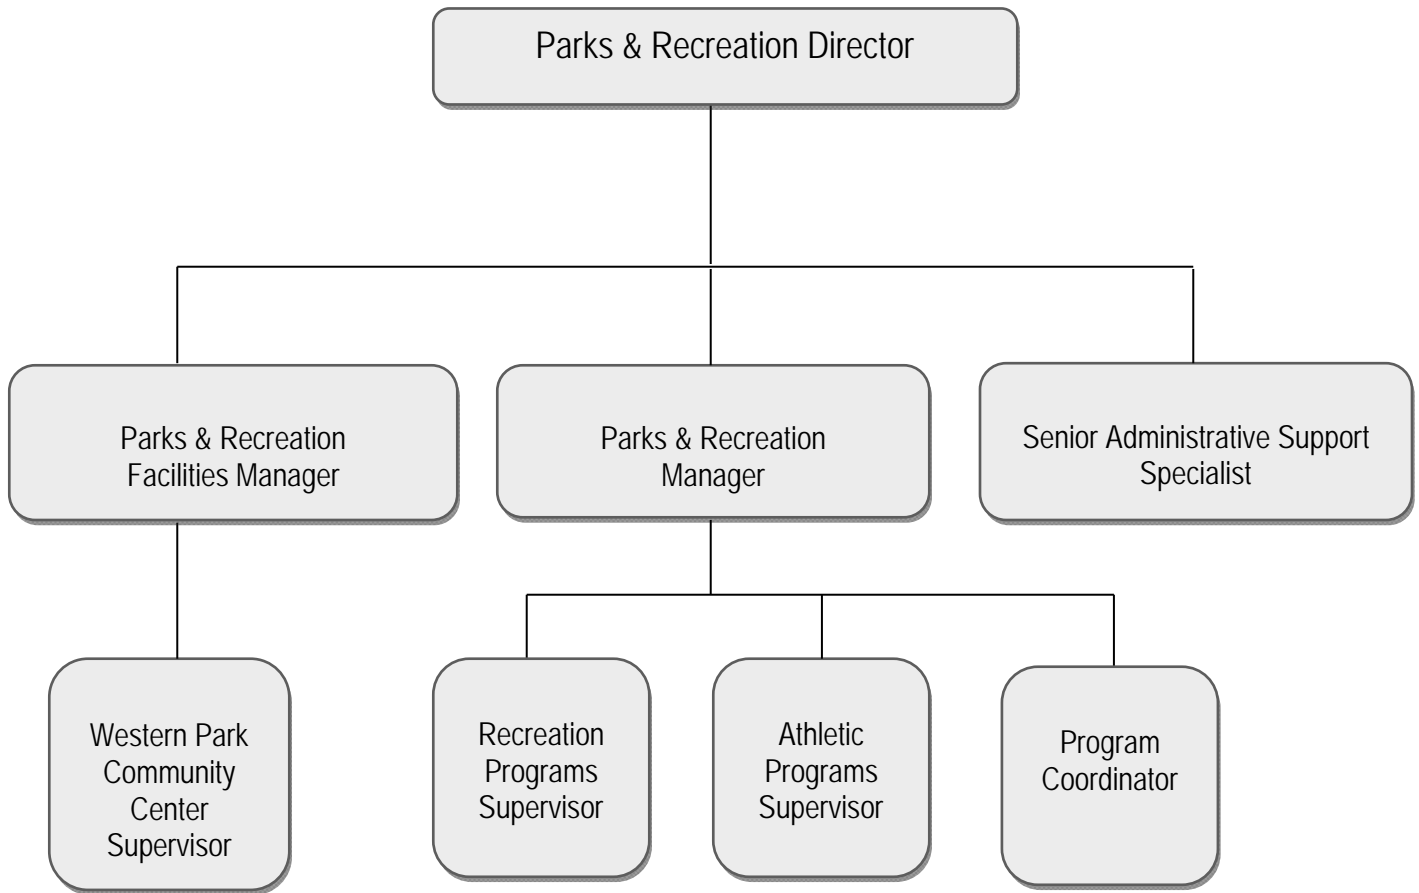 Parks & Recreation Director
Parks & Recreation
Facilities Manager
Parks & Recreation
Manager
Senior Administrative Support
Specialist
Western Park
Community
Center
Supervisor
Recreation
Programs
Supervisor
Athletic
Programs
Supervisor
Program
Coordinator